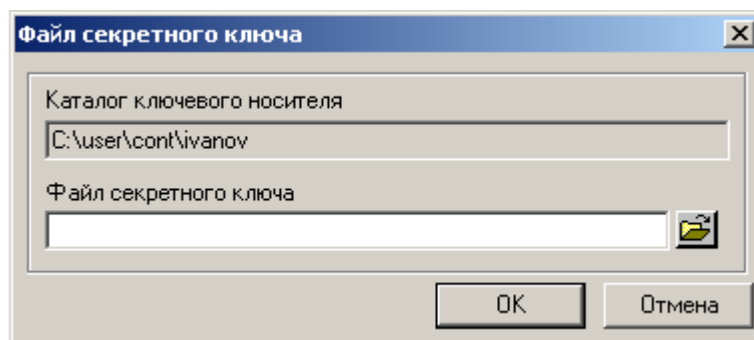 Файл секретного ключа
Каталог ключевого носителя
C:\user\cont\ivanov
Файл секретного ключа
OK
Отмена